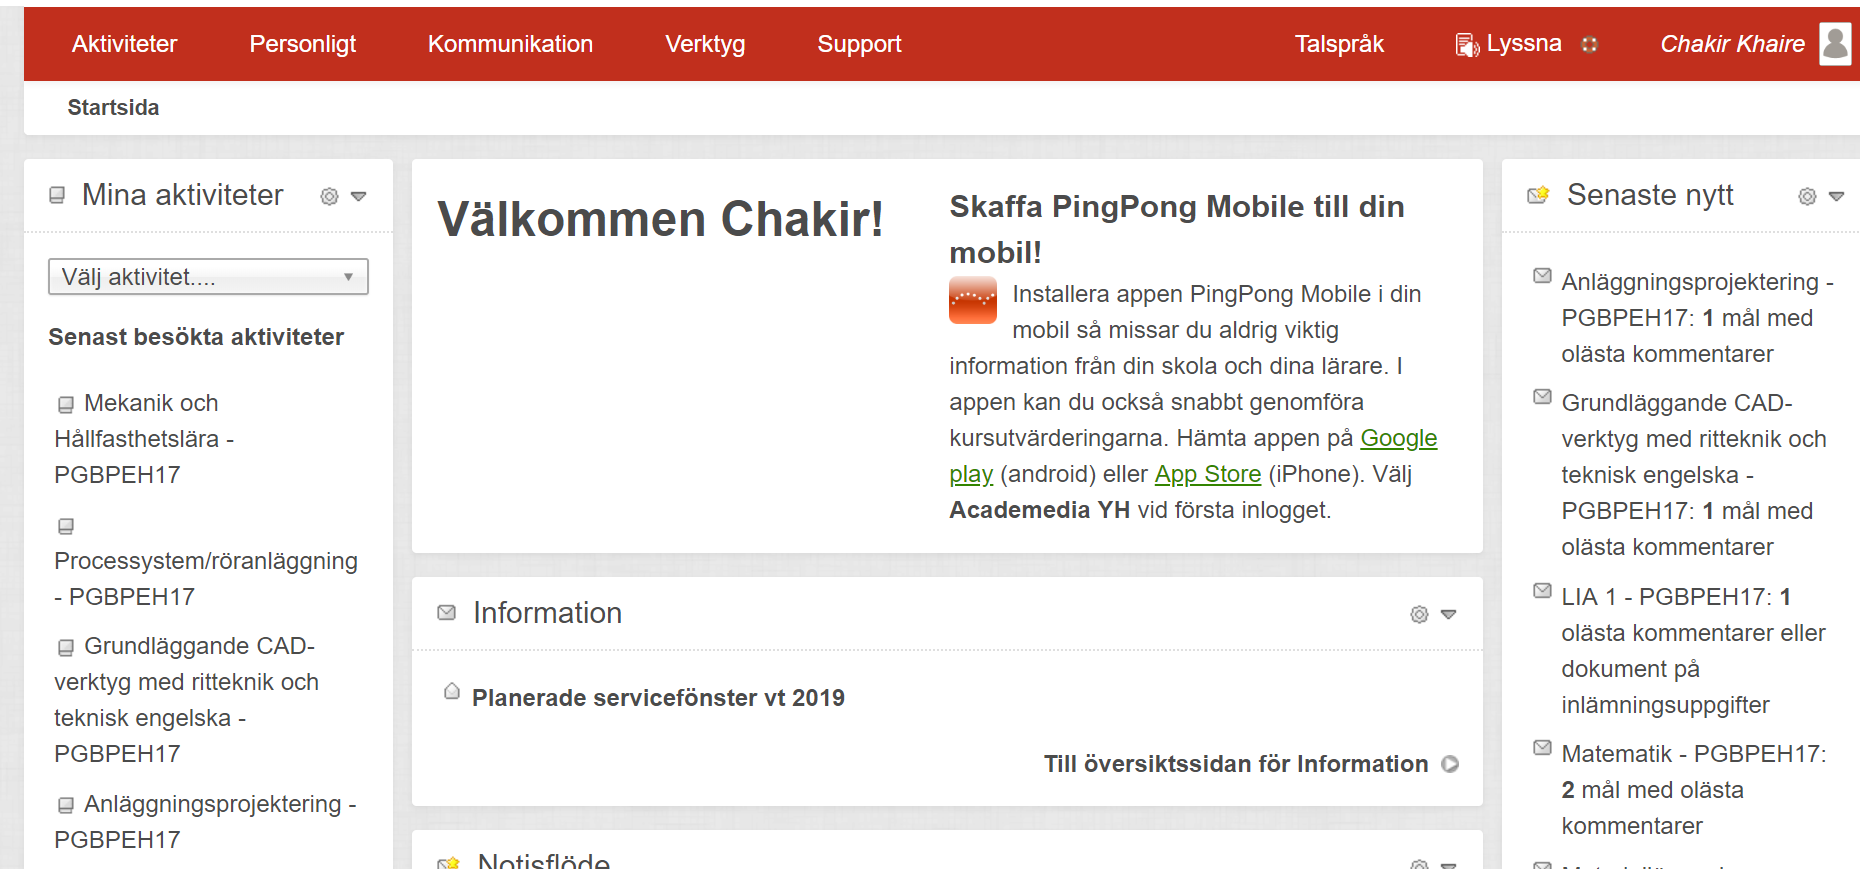 Aktiviteter Personligt Kommunikation Verktyg Support Talspråk Lyssna Chakir Khaire
Startsida
Mina aktiviteter
Välj aktivitet....
Senast besökta aktiviteter
Mekanik och
Hållfasthetslära -
PGBPEH17
Processystem/röranläggning
- PGBPEH17
Grundläggande CAD-
verktyg med ritteknik och
teknisk engelska -
PGBPEH17
Anläggningsprojektering -
PGBPEH17
Välkommen Chakir!
Skaffa PingPong Mobile till din
mobil!
Installera appen PingPong Mobile i din
mobil så missar du aldrig viktig
information från din skola och dina lärare. I
appen kan du också snabbt genomföra
kursutvärderingarna. Hämta appen på Google
play (android) eller App Store (iPhone). Välj
Academedia YH vid första inlogget.
Information
Planerade servicefönster vt 2019
Till översiktssidan för Information
Notisflöde
Senaste nytt
Anläggningsprojektering -
PGBPEH17: 1 mål med
olästa kommentarer
Grundläggande CAD-
verktyg med ritteknik och
teknisk engelska -
PGBPEH17: 1 mål med
olästa kommentarer
LIA 1 - PGBPEH17: 1
olästa kommentarer eller
dokument på
inlämningsuppgifter
Matematik - PGBPEH17:
2 mål med olästa
kommentarer